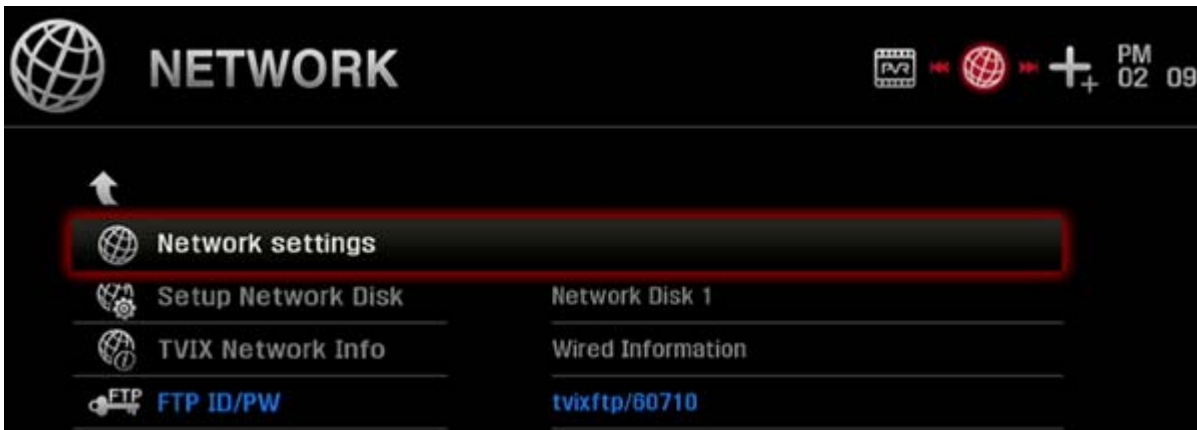 NETWORK
PVR
PM
02 09
Network settings
Setup Network Disk Network Disk 1
TVIX Network Info Wired Information
FTP FTP ID/PW tvixftp/60710